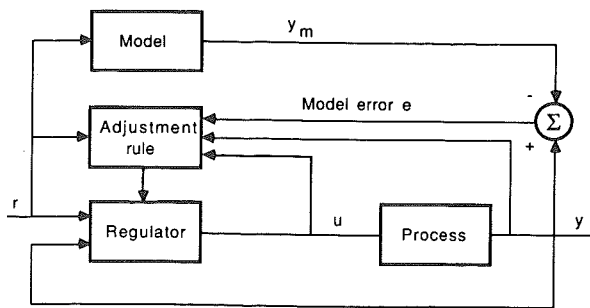 y m
Model
-
Model error e
Adjustment
rule
Σ
+
r
Regulator
u
Process
y